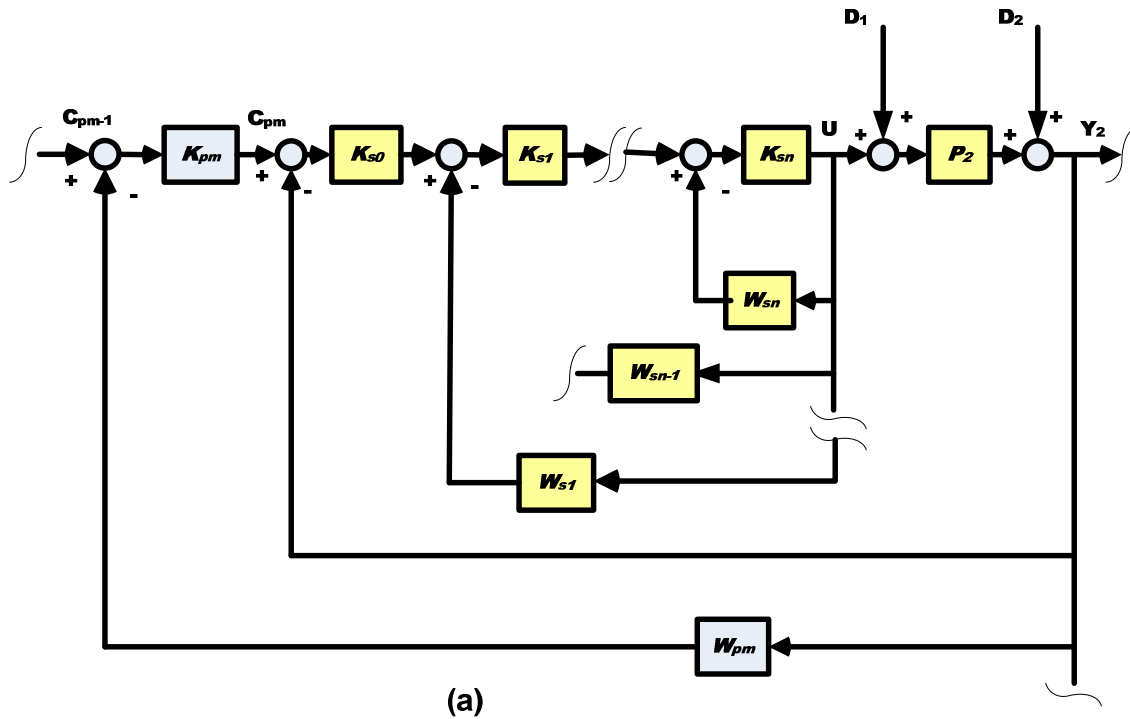 D1 D2
Cpm-1 Cpm U Y2
Kpm Ks0 Ks1 Ksn P2
+ - + - + - + - + + + +
Wsn
Wsn-1
Ws1
Wpm
(a)